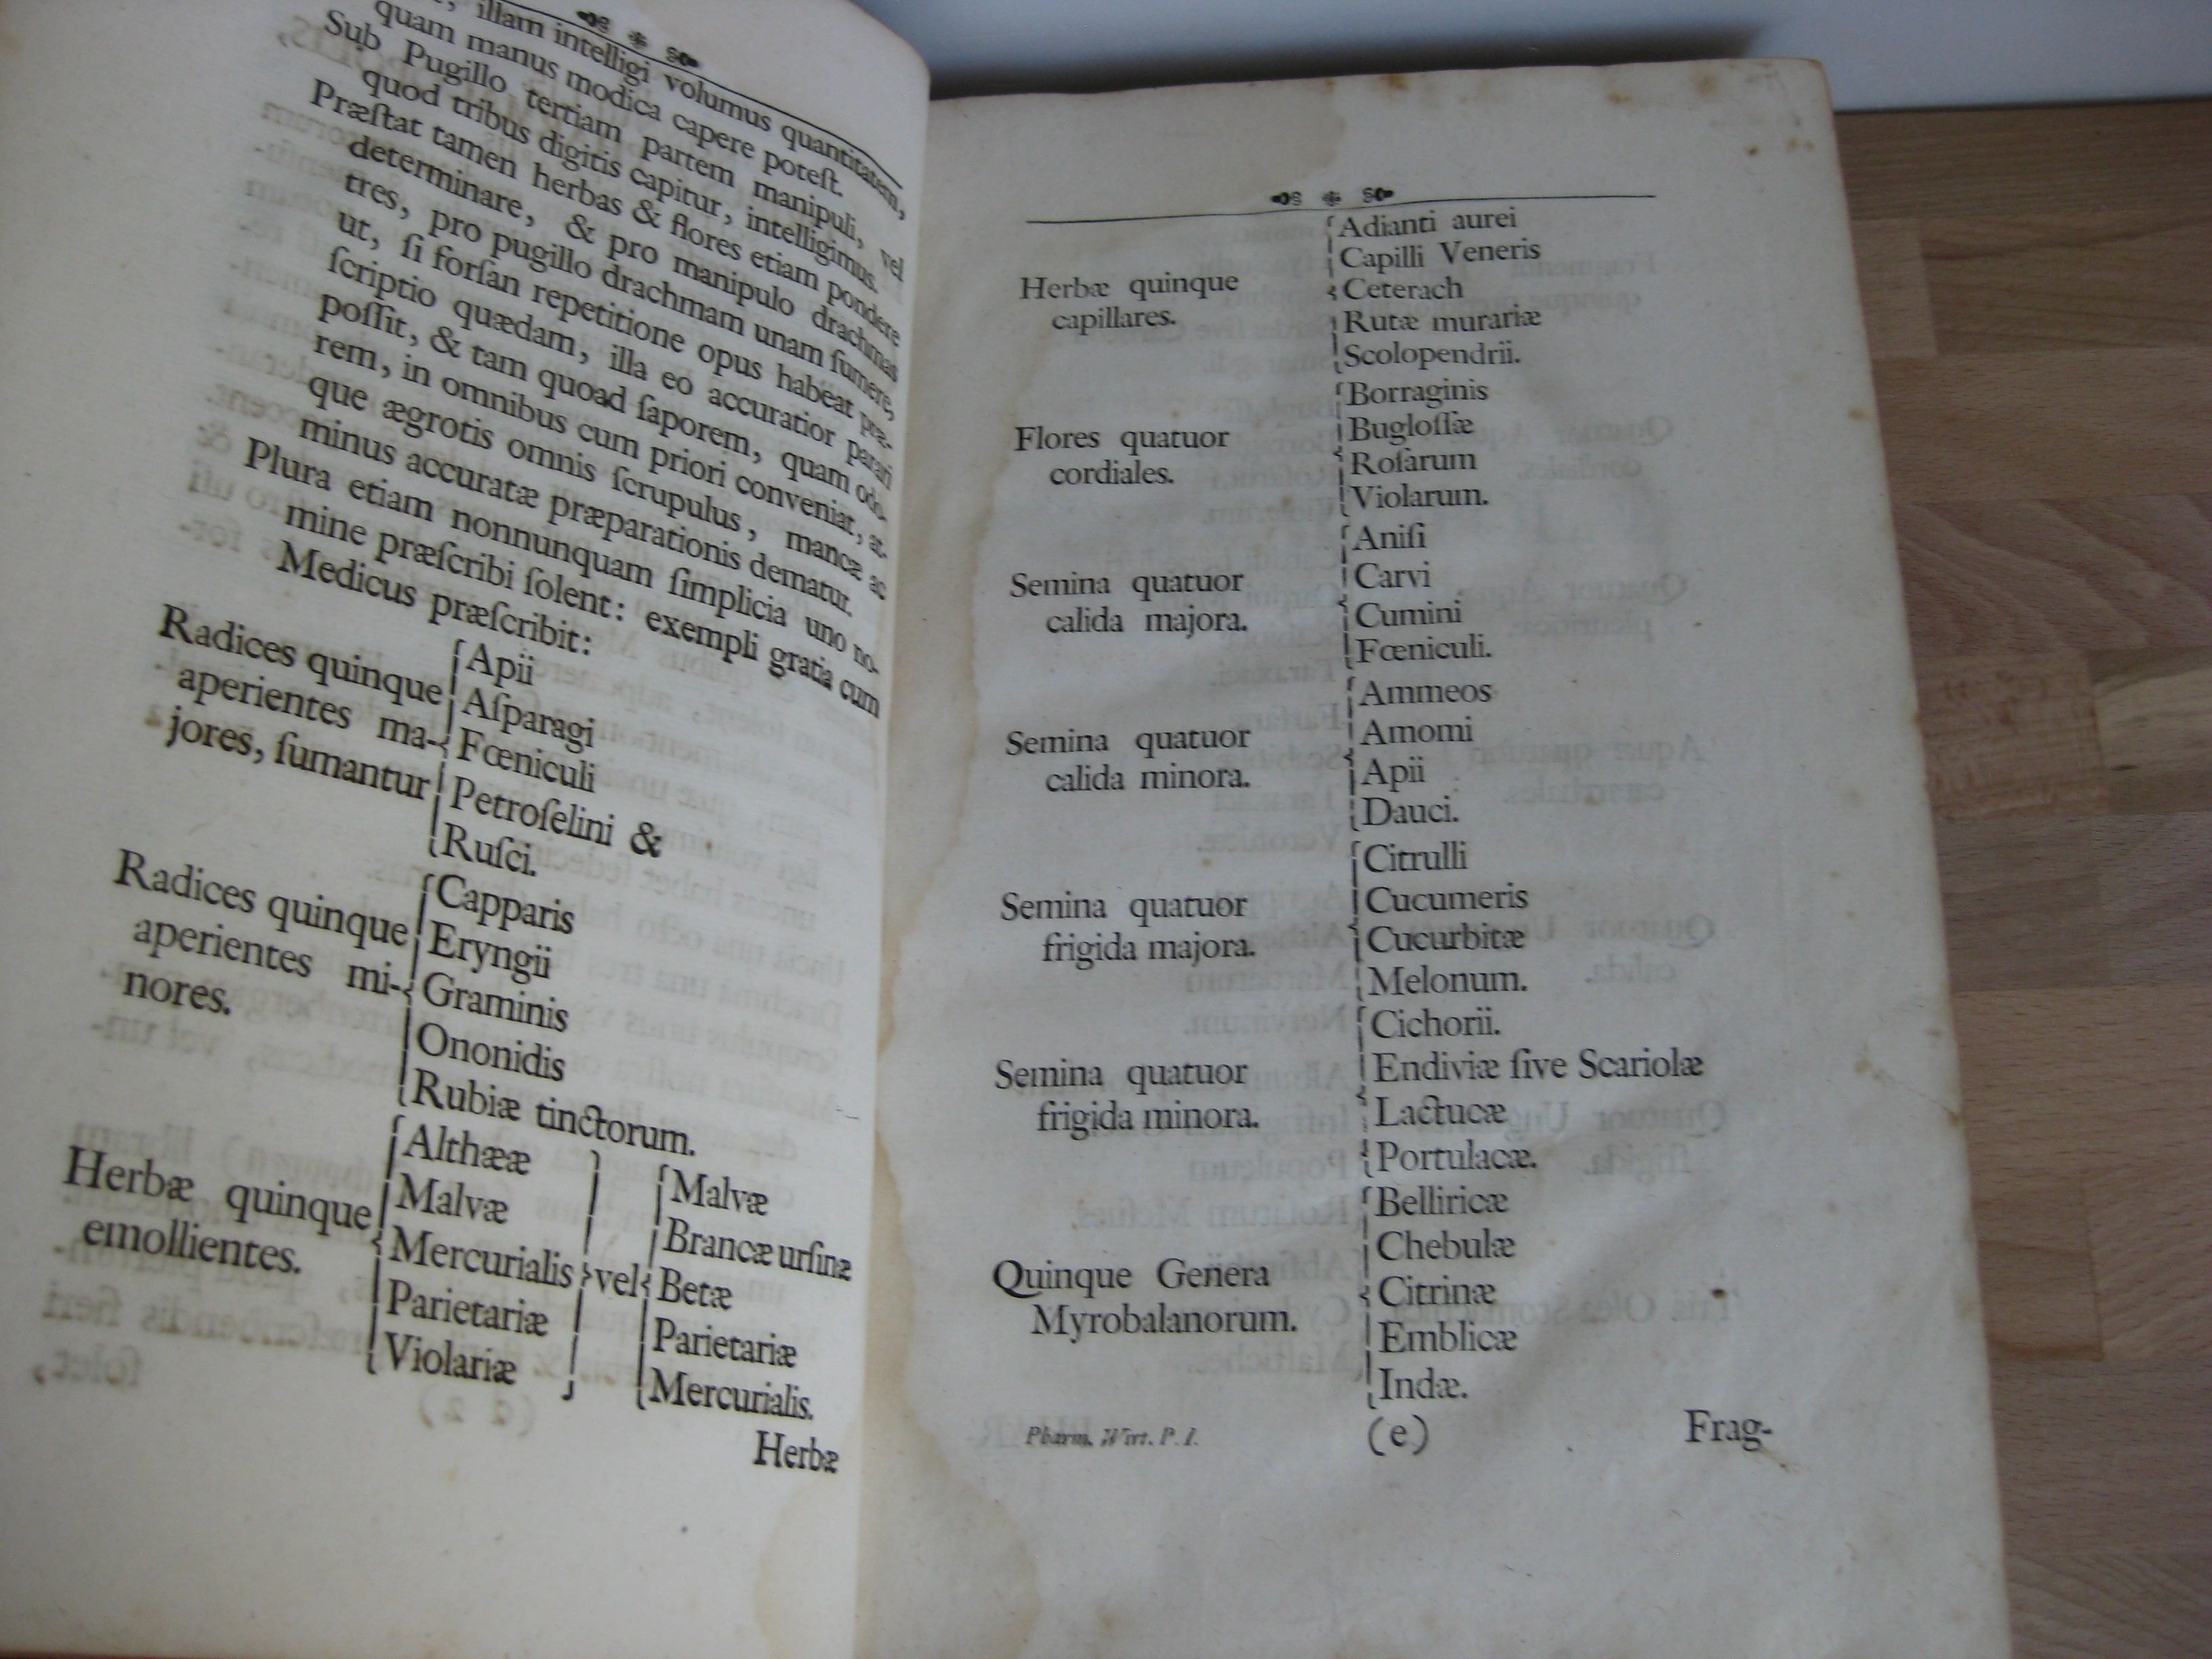 illam intelligi volumus quantitatem,
quam manus modica capere poteſt.
Sub Pugillo tertiam partem manipuli, vel
quod tribus digitis capitur, intelligimus.
Præſtat tamen herbas & flores etiam pondere
determinare, & pro manipulo drachmas
tres, pro pugillo drachmam unam ſumere,
ut, ſi forſan repetitione opus habeat præ-
ſcriptio quædam, illa eo accuratior parari
poſſit, & tam quoad ſaporem, quam odo-
rem, in omnibus cum priori conveniat, at-
que ægrotis omnis ſcrupulus, mancæ ac
minus accuratæ præparationis dematur.
Plura etiam nonnunquam ſimplicia uno no-
mine præſcribi ſolent: exempli gratia cum
Medicus præſcribit:
Radices quinque
aperientes ma-
jores, ſumantur
Apii
Aſparagi
Fœniculi
Petroſelini &
Ruſci.
Radices quinque
aperientes mi-
nores.
Capparis
Eryngii
Graminis
Ononidis
Rubiæ tinctorum.
Herbæ quinque
emollientes.
Althææ
Malvæ
Mercurialis
Parietariæ
Violariæ
vel
Malvæ
Brancæ urſinæ
Betæ
Parietariæ
Mercurialis.
Herbæ
Herbæ quinque
capillares.
Adianti aurei
Capilli Veneris
Ceterach
Rutæ murariæ
Scolopendrii.
Flores quatuor
cordiales.
Borraginis
Bugloſſæ
Roſarum
Violarum.
Semina quatuor
calida majora.
Aniſi
Carvi
Cumini
Fœniculi.
Semina quatuor
calida minora.
Ammeos
Amomi
Apii
Dauci.
Semina quatuor
frigida majora.
Citrulli
Cucumeris
Cucurbitæ
Melonum.
Semina quatuor
frigida minora.
Cichorii.
Endiviæ ſive Scariolæ
Lactucæ
Portulacæ.
Quinque Genera
Myrobalanorum.
Belliricæ
Chebulæ
Citrinæ
Emblicæ
Indæ.
Pharm. Wirt. P. I.
(e)
Frag-